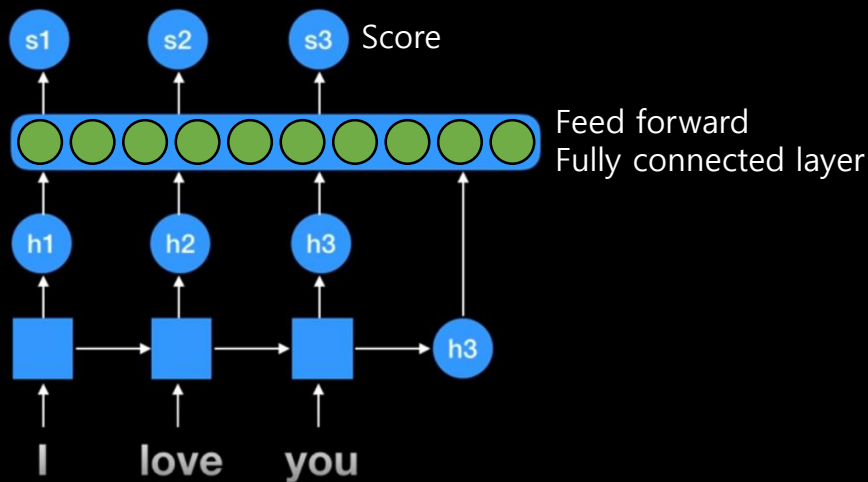 s1 s2 s3 Score
Feed forward
Fully connected layer
h1 h2 h3
h3
I love you